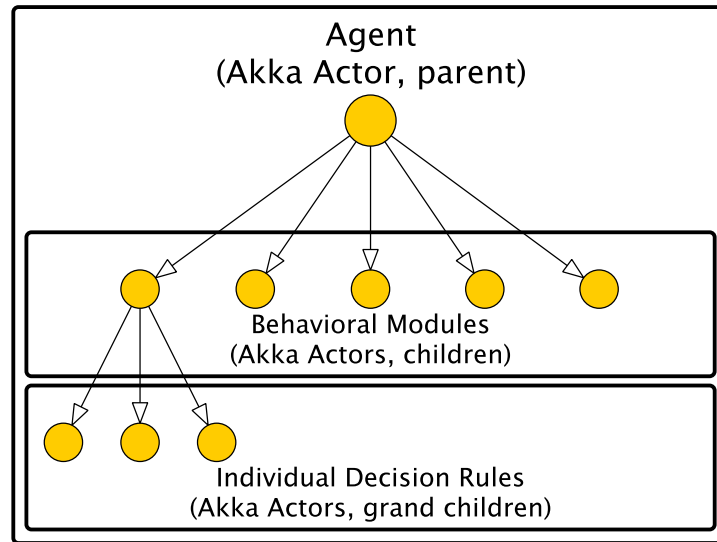 Agent
(Akka Actor, parent)
Behavioral Modules
(Akka Actors, children)
Individual Decision Rules
(Akka Actors, grand children)